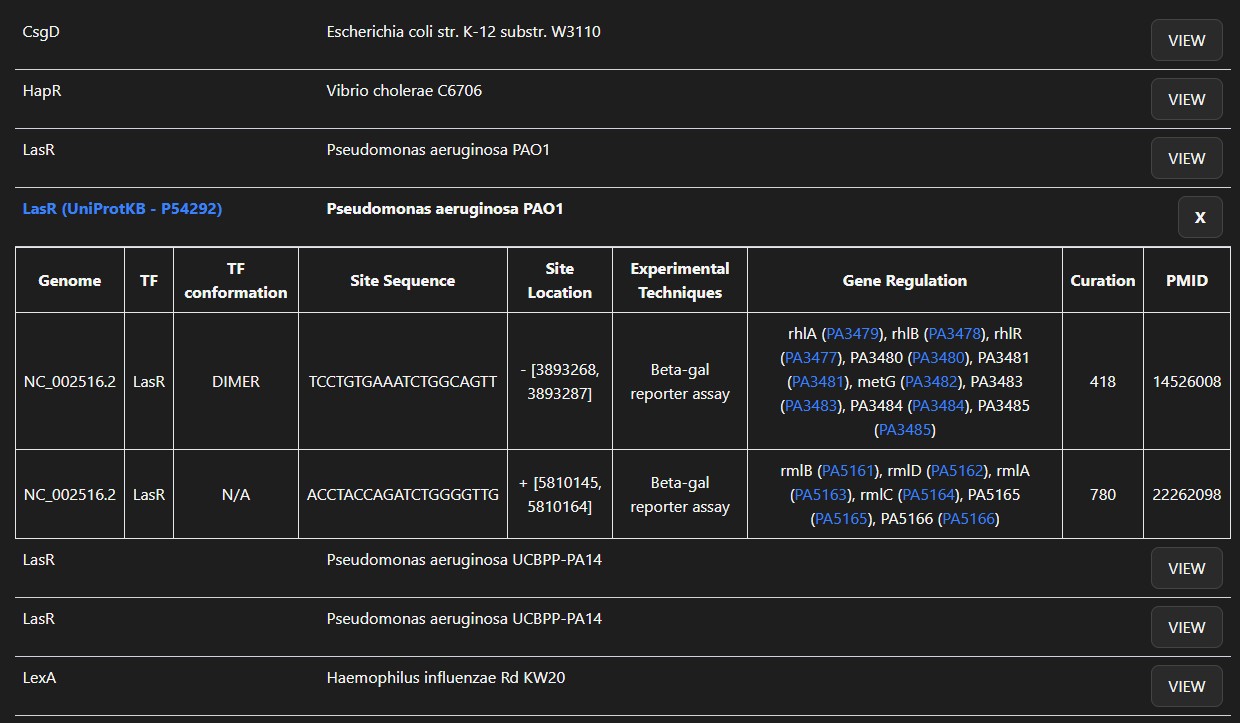 CsgD Escherichia coli str. K-12 substr. W3110 VIEW
HapR Vibrio cholerae C6706 VIEW
LasR Pseudomonas aeruginosa PAO1 VIEW
LasR (UniProtKB - P54292) Pseudomonas aeruginosa PAO1 X
Genome TF TF conformation Site Sequence Site Location Experimental Techniques Gene Regulation Curation PMID
NC_002516.2 LasR DIMER TCCTGTGAAATCTGGCAGTT - [3893268, 3893287] Beta-gal reporter assay rhlA (PA3479), rhlB (PA3478), rhlR (PA3477), PA3480 (PA3480), PA3481 (PA3481), metG (PA3482), PA3483 (PA3483), PA3484 (PA3484), PA3485 (PA3485) 418 14526008
NC_002516.2 LasR N/A ACCTACCAGATCTGGGGTTG + [5810145, 5810164] Beta-gal reporter assay rmlB (PA5161), rmlD (PA5162), rmlA (PA5163), rmlC (PA5164), PA5165 (PA5165), PA5166 (PA5166) 780 22262098
LasR Pseudomonas aeruginosa UCBPP-PA14 VIEW
LasR Pseudomonas aeruginosa UCBPP-PA14 VIEW
LexA Haemophilus influenzae Rd KW20 VIEW